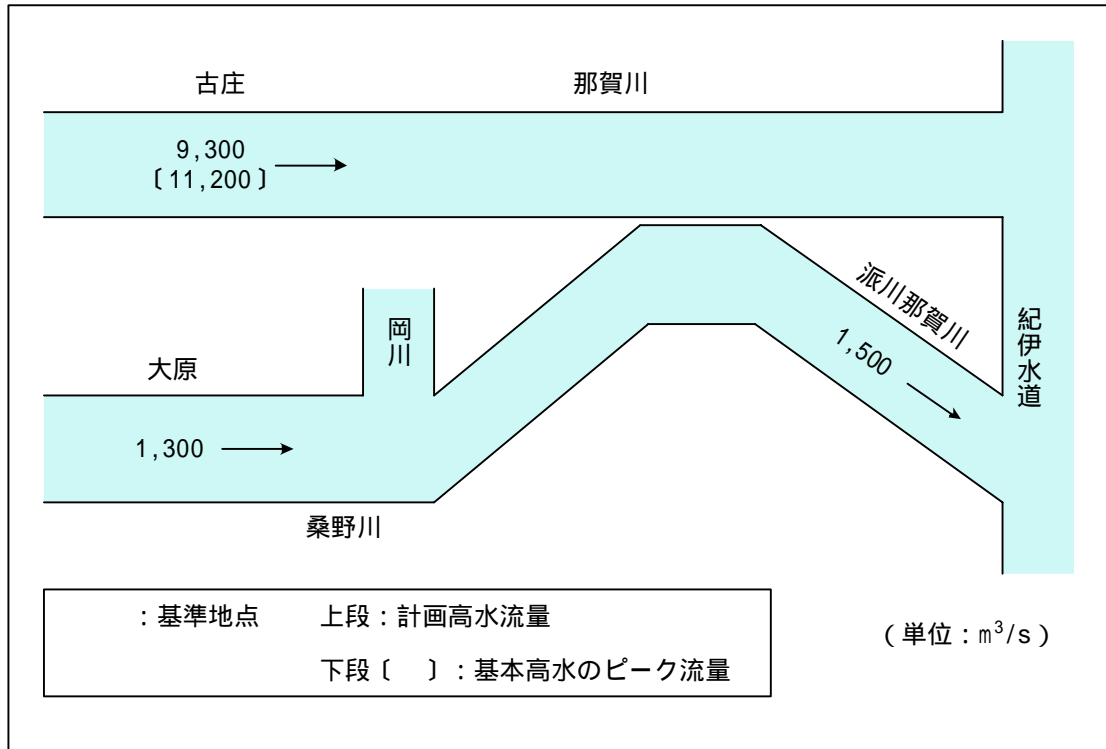 古庄
那賀川
9,300
〔11,200〕
派川那賀川
1,500
紀伊水道
岡川
大原
1,300
桑野川
：基準地点　上段：計画高水流量
下段〔　〕：基本高水のピーク流量
（単位：m³/s）